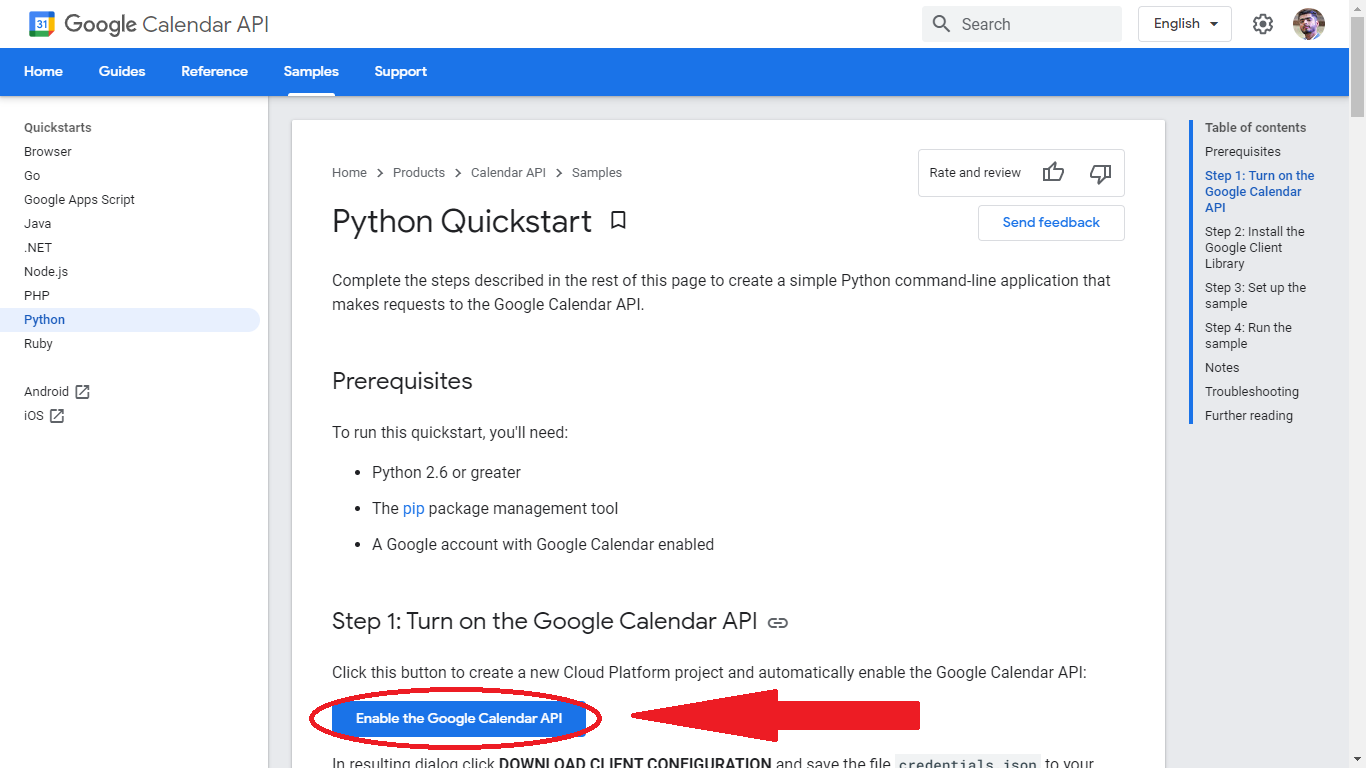 31 Google Calendar API
Search
English
Home Guides Reference Samples Support
Quickstarts
Browser
Go
Google Apps Script
Java
.NET
Node.js
PHP
Python
Ruby
Android
iOS
Home > Products > Calendar API > Samples
Rate and review
Python Quickstart
Send feedback
Complete the steps described in the rest of this page to create a simple Python command-line application that
makes requests to the Google Calendar API.
Prerequisites
To run this quickstart, you'll need:
• Python 2.6 or greater
• The pip package management tool
• A Google account with Google Calendar enabled
Step 1: Turn on the Google Calendar API
Click this button to create a new Cloud Platform project and automatically enable the Google Calendar API:
Enable the Google Calendar API
In resulting dialog click DOWNLOAD CLIENT CONFIGURATION and save the file credentials.json to your
Table of contents
Prerequisites
Step 1: Turn on the
Google Calendar
API
Step 2: Install the
Google Client
Library
Step 3: Set up the
sample
Step 4: Run the
sample
Notes
Troubleshooting
Further reading